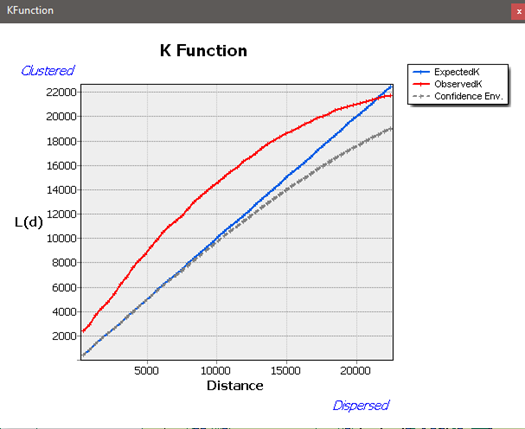 KFunction
x
K Function
Clustered
ExpectedK
ObservedK
Confidence Env.
22000
20000
18000
16000
14000
12000
L(d)
10000
8000
6000
4000
2000
5000 10000 15000 20000
Distance
Dispersed